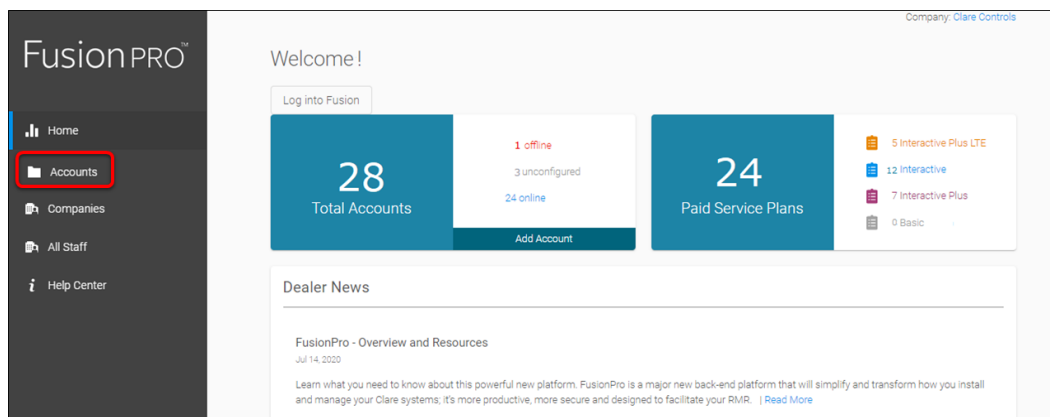 Company: Clare Controls
FusionPRO™
Welcome!
Log into Fusion
Home
Accounts
Companies
All Staff
Help Center
28
Total Accounts
1 offline
3 unconfigured
24 online
Add Account
24
Paid Service Plans
5 Interactive Plus LTE
12 Interactive
7 Interactive Plus
0 Basic
Dealer News
FusionPro - Overview and Resources
Jul 14, 2020
Learn what you need to know about this powerful new platform. FusionPro is a major new back-end platform that will simplify and transform how you install
and manage your Clare systems; it's more productive, more secure and designed to facilitate your RMR. | Read More